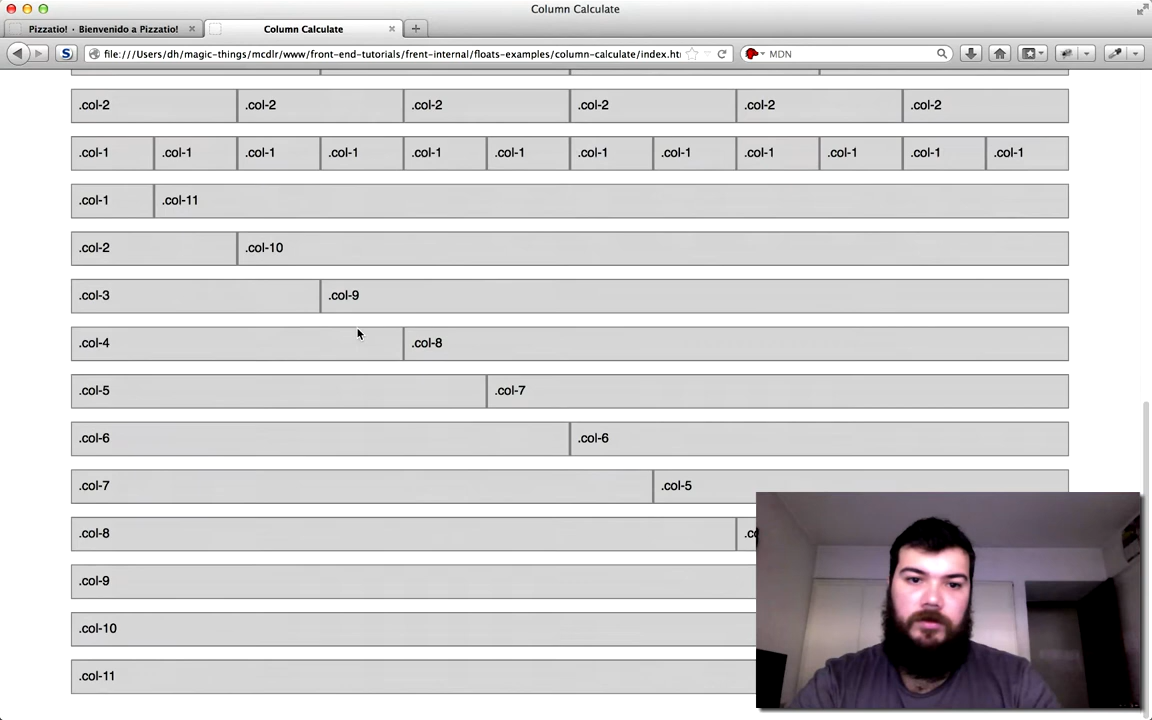 Column Calculate
Pizzatio! · Bienvenido a Pizzatio!
Column Calculate
file:///Users/dh/magic-things/mcdlr/www/front-end-tutorials/frent-internal/floats-examples/column-calculate/index.htm
MDN
.col-2 .col-2 .col-2 .col-2 .col-2 .col-2
.col-1 .col-1 .col-1 .col-1 .col-1 .col-1 .col-1 .col-1 .col-1 .col-1 .col-1 .col-1
.col-1 .col-11
.col-2 .col-10
.col-3 .col-9
.col-4 .col-8
.col-5 .col-7
.col-6 .col-6
.col-7 .col-5
.col-8
.col-9
.col-10
.col-11